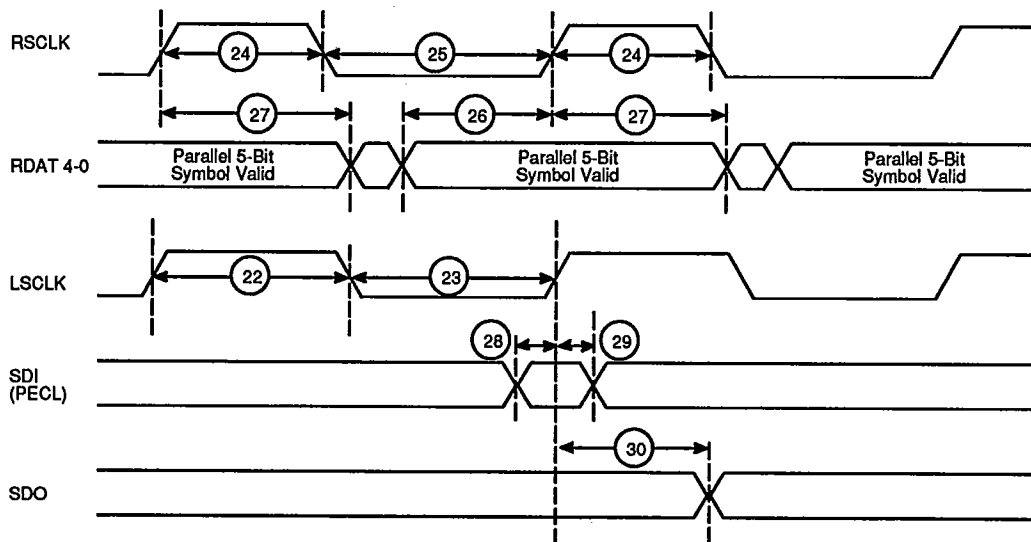 RSCLK
24
25
24
27
26
27
RDAT 4-0
Parallel 5-Bit
Symbol Valid
Parallel 5-Bit
Symbol Valid
Parallel 5-Bit
Symbol Valid
LSCLK
22
23
28
29
SDI
(PECL)
30
SDO